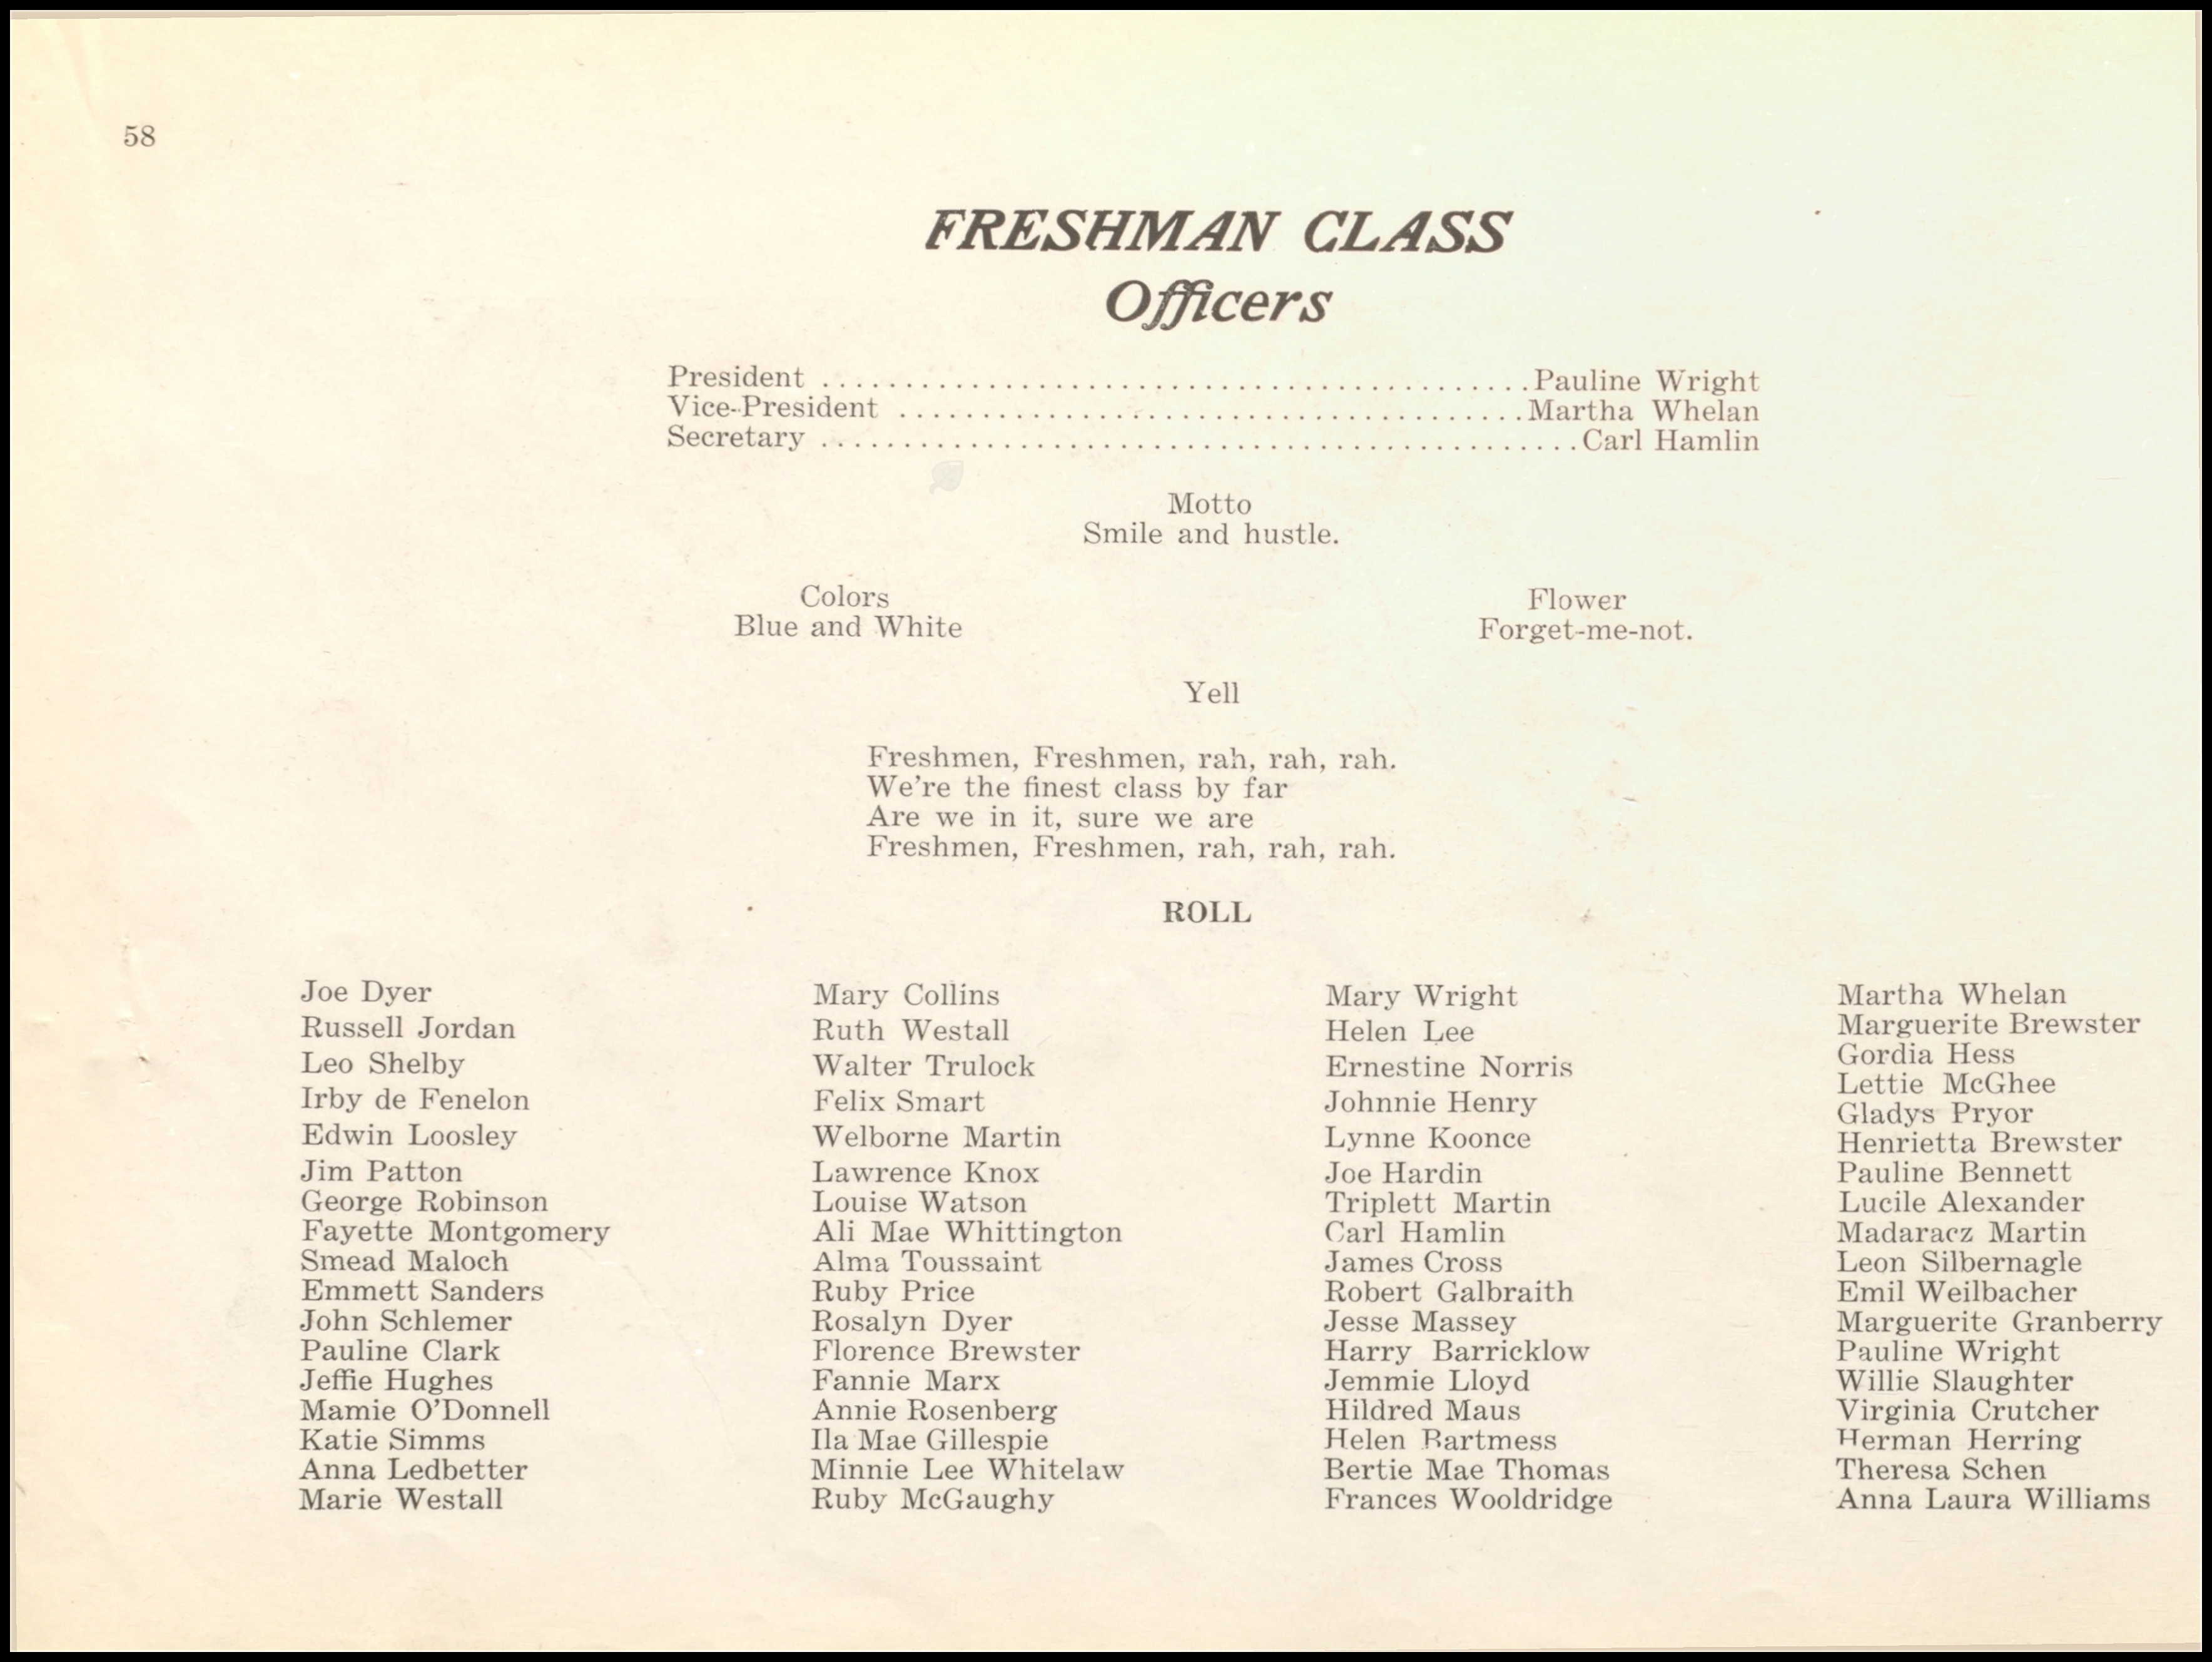 58
FRESHMAN CLASS
Officers
President ............................................Pauline Wright
Vice-President .......................................Martha Whelan
Secretary ...............................................Carl Hamlin
Motto
Smile and hustle.
Colors
Blue and White
Flower
Forget-me-not.
Yell
Freshmen, Freshmen, rah, rah, rah.
We're the finest class by far
Are we in it, sure we are
Freshmen, Freshmen, rah, rah, rah.
ROLL
Joe Dyer
Russell Jordan
Leo Shelby
Irby de Fenelon
Edwin Loosley
Jim Patton
George Robinson
Fayette Montgomery
Smead Maloch
Emmett Sanders
John Schlemer
Pauline Clark
Jeffie Hughes
Mamie O'Donnell
Katie Simms
Anna Ledbetter
Marie Westall
Mary Collins
Ruth Westall
Walter Trulock
Felix Smart
Welborne Martin
Lawrence Knox
Louise Watson
Ali Mae Whittington
Alma Toussaint
Ruby Price
Rosalyn Dyer
Florence Brewster
Fannie Marx
Annie Rosenberg
Ila Mae Gillespie
Minnie Lee Whitelaw
Ruby McGaughy
Mary Wright
Helen Lee
Ernestine Norris
Johnnie Henry
Lynne Koonce
Joe Hardin
Triplett Martin
Carl Hamlin
James Cross
Robert Galbraith
Jesse Massey
Harry Barricklow
Jemmie Lloyd
Hildred Maus
Helen Bartmess
Bertie Mae Thomas
Frances Wooldridge
Martha Whelan
Marguerite Brewster
Gordia Hess
Lettie McGhee
Gladys Pryor
Henrietta Brewster
Pauline Bennett
Lucile Alexander
Madaracz Martin
Leon Silbernagle
Emil Weilbacher
Marguerite Granberry
Pauline Wright
Willie Slaughter
Virginia Crutcher
Herman Herring
Theresa Schen
Anna Laura Williams